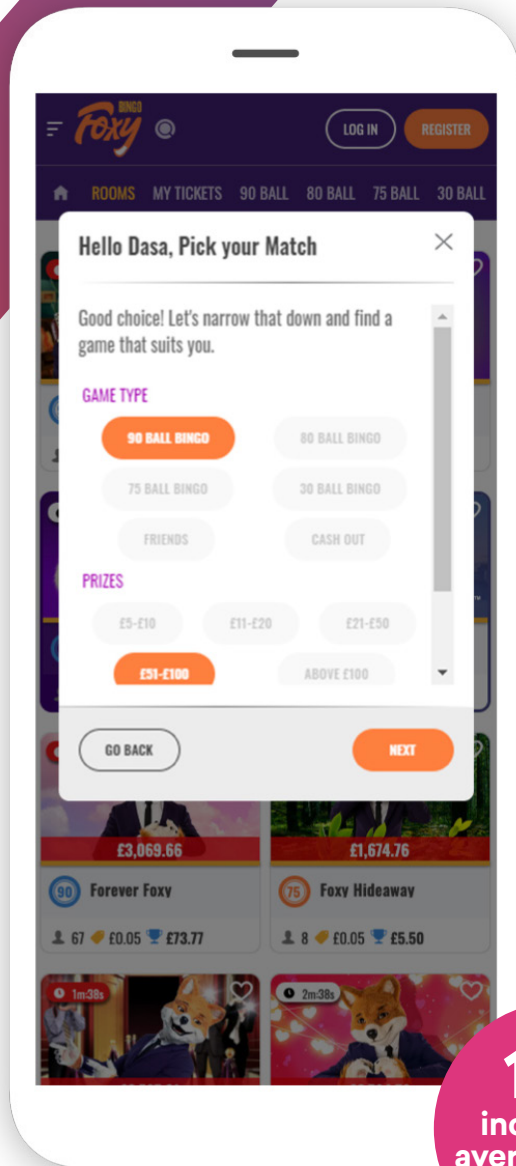 BINGO
Foxy
LOG IN
REGISTER
ROOMS MY TICKETS 90 BALL 80 BALL 75 BALL 30 BALL
Hello Dasa, Pick your Match
Good choice! Let's narrow that down and find a
game that suits you.
GAME TYPE
90 BALL BINGO
80 BALL BINGO
75 BALL BINGO
30 BALL BINGO
FRIENDS
CASH OUT
PRIZES
£5-£10
£11-£20
£21-£50
£51-£100
ABOVE £100
GO BACK
NEXT
£3,069.66
£1,674.76
90 Forever Foxy
75 Foxy Hideaway
67 £0.05 £73.77
8 £0.05 £5.50
1m:38s
2m:38s